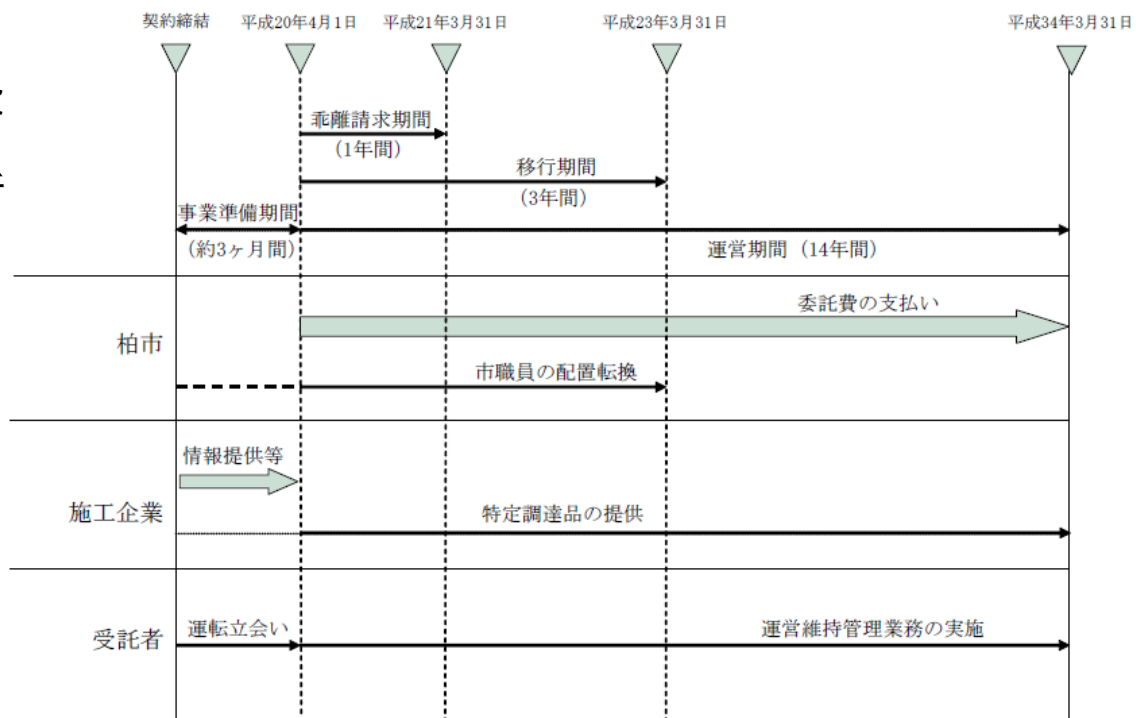 契約締結
平成20年4月1日
平成21年3月31日
平成23年3月31日
平成34年3月31日
乖離請求期間
(1年間)
移行期間
(3年間)
事業準備期間
(約3ヶ月間)
運営期間 (14年間)
柏市
委託費の支払い
市職員の配置転換
施工企業
情報提供等
特定調達品の提供
受託者
運転立会い
運営維持管理業務の実施